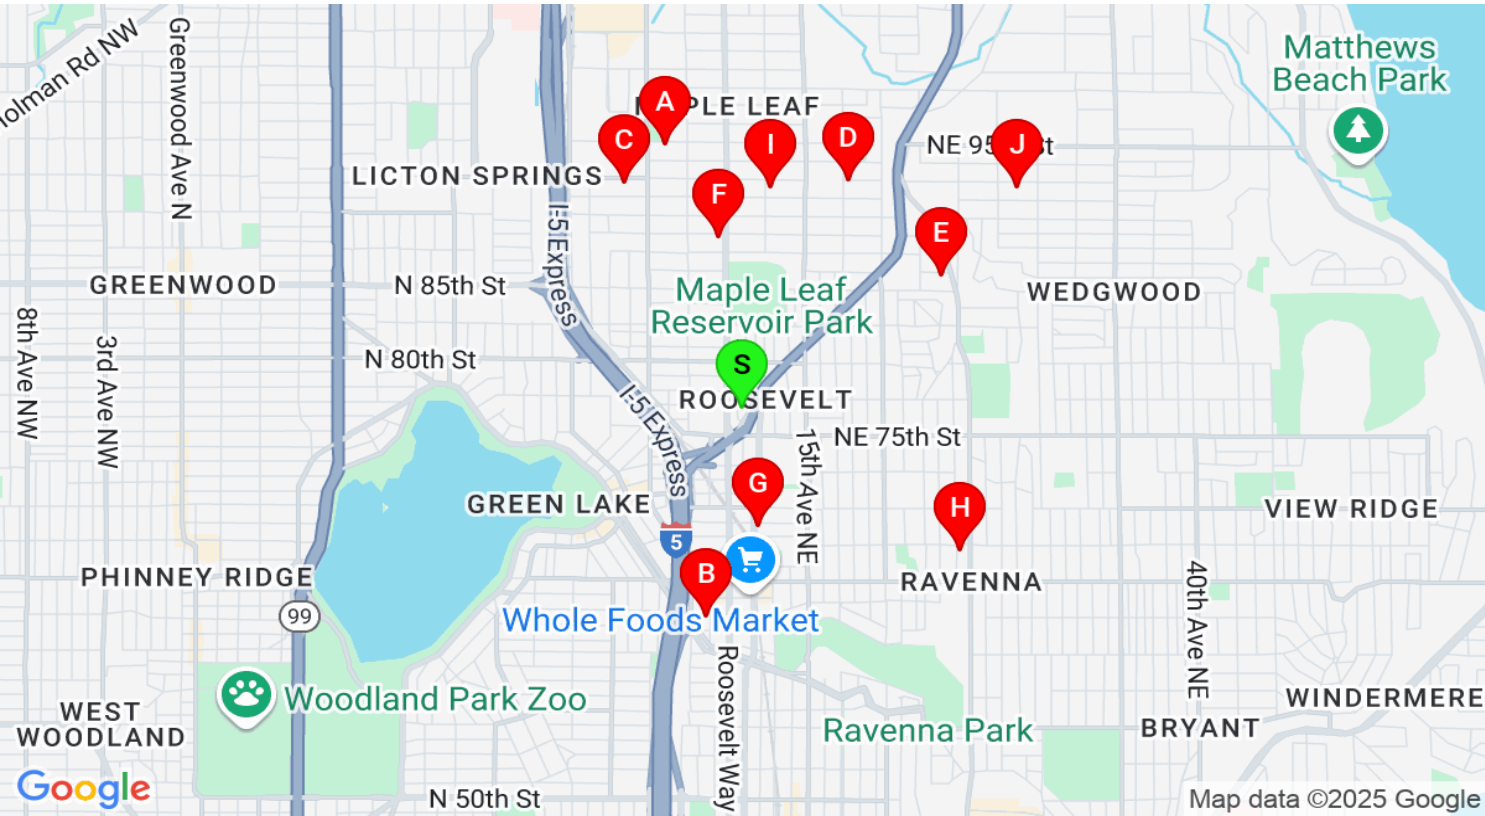 Holman Rd NW
Greenwood Ave N
MAPLE LEAF
A
C
I
D
NE 95th St
J
Matthews
Beach Park
LICTON SPRINGS
F
I-5 Express
E
GREENWOOD
N 85th St
Maple Leaf
Reservoir Park
WEDGWOOD
8th Ave NW
3rd Ave NW
N 80th St
S
ROOSEVELT
I-5 Express
15th Ave NE
NE 75th St
G
GREEN LAKE
H
VIEW RIDGE
5
B
PHINNEY RIDGE
RAVENNA
40th Ave NE
99
Whole Foods Market
Roosevelt Way
Woodland Park Zoo
WEST
WOODLAND
Ravenna Park
WINDERMERE
BRYANT
Google
N 50th St
Map data ©2025 Google